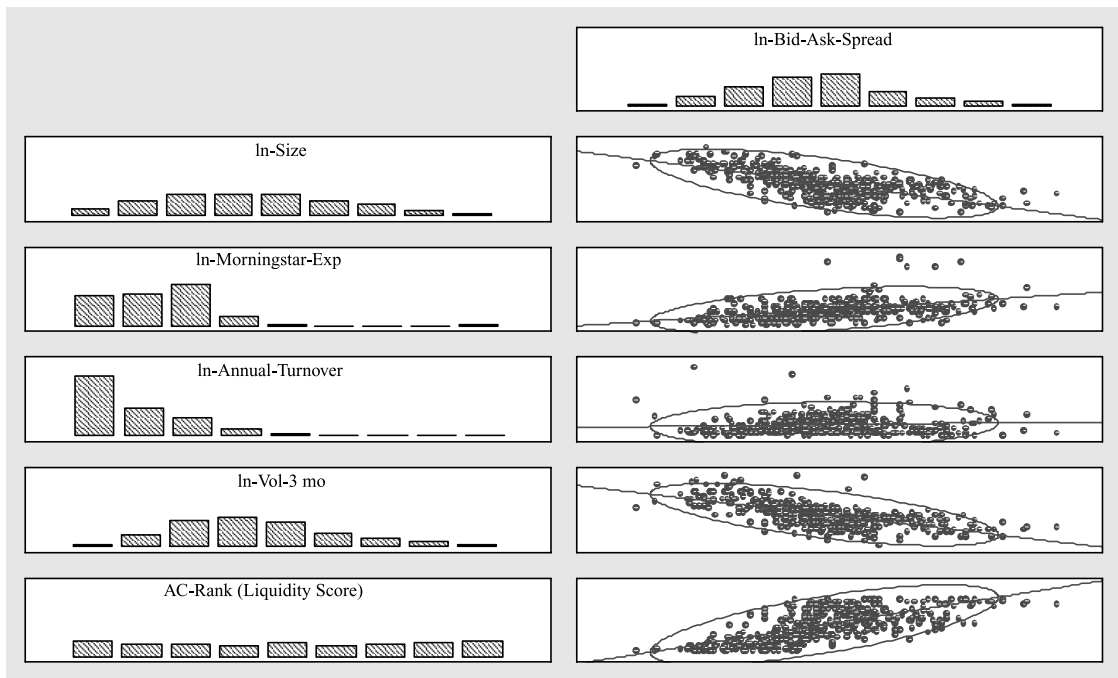 ln-Bid-Ask-Spread
ln-Size
ln-Morningstar-Exp
ln-Annual-Turnover
ln-Vol-3 mo
AC-Rank (Liquidity Score)